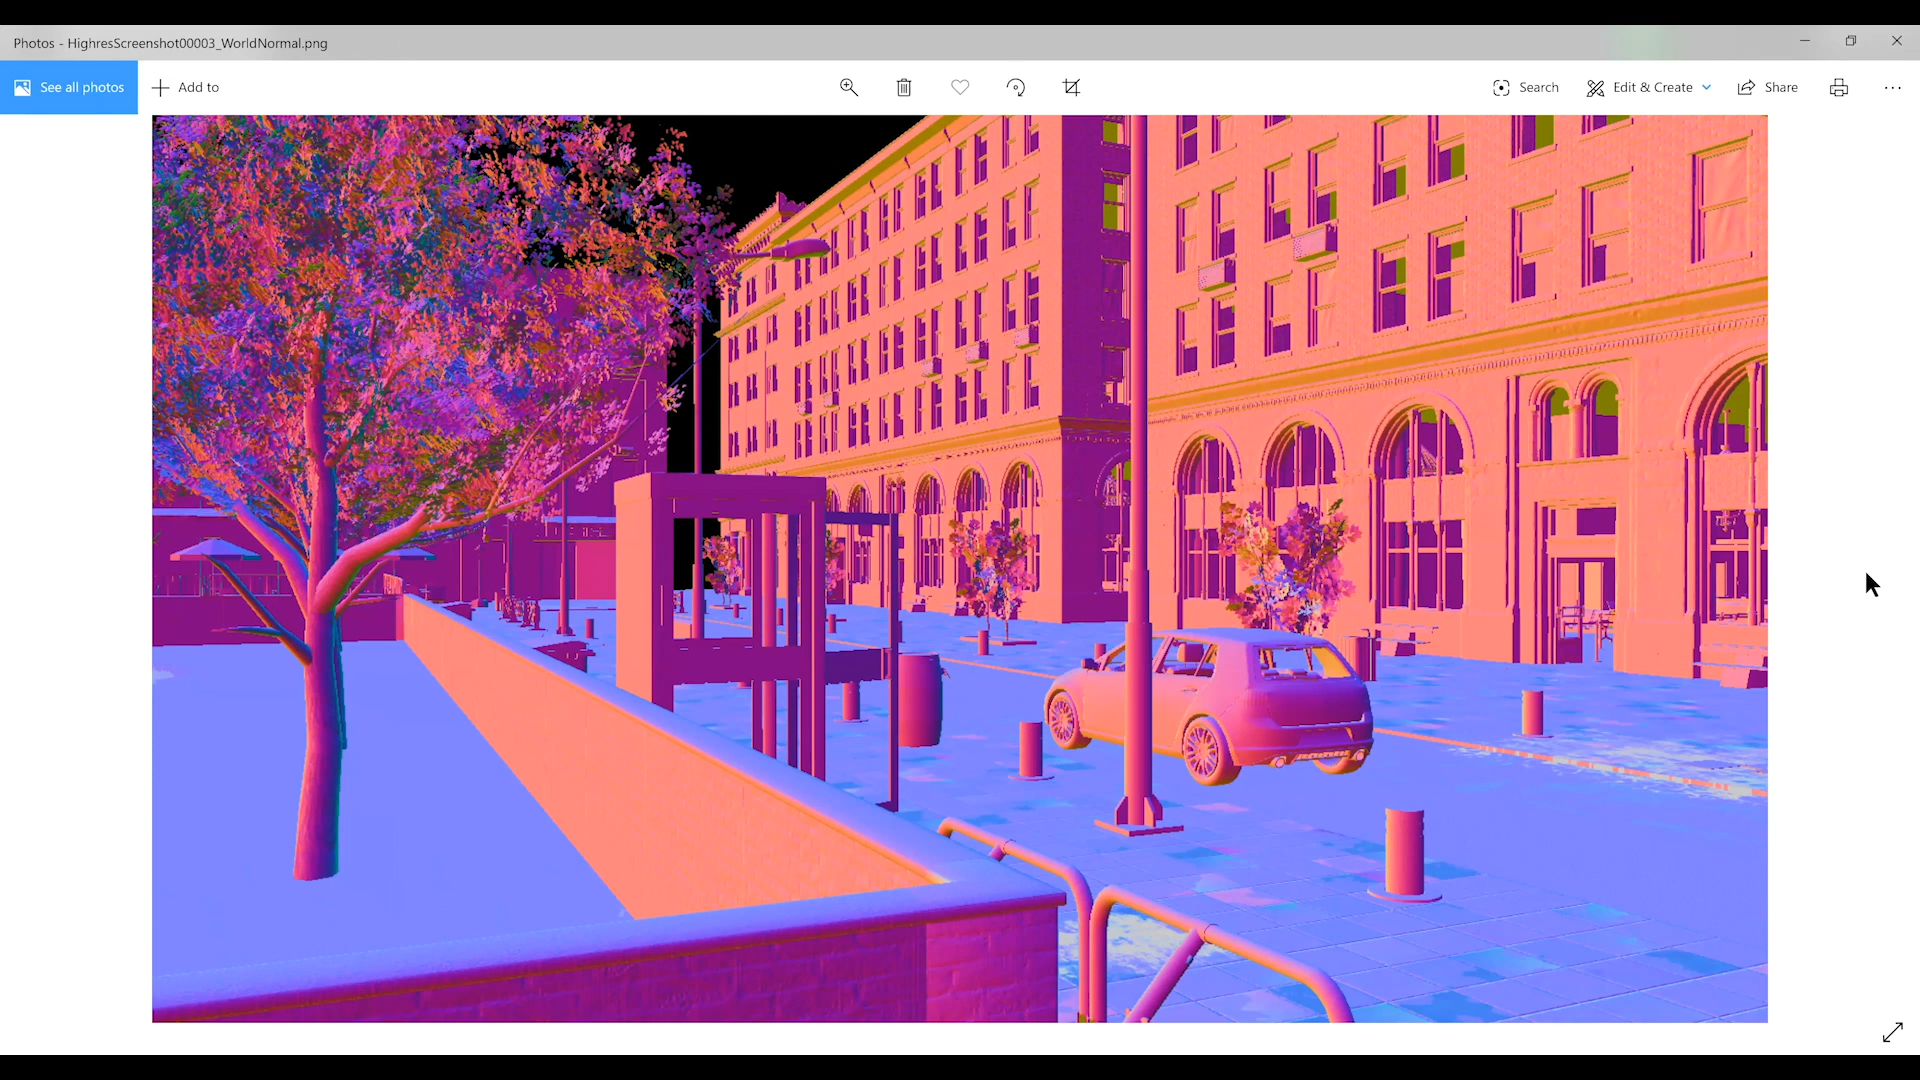 Photos - HighresScreenshot00003_WorldNormal.png
See all photos
Add to
Search
Edit & Create
Share